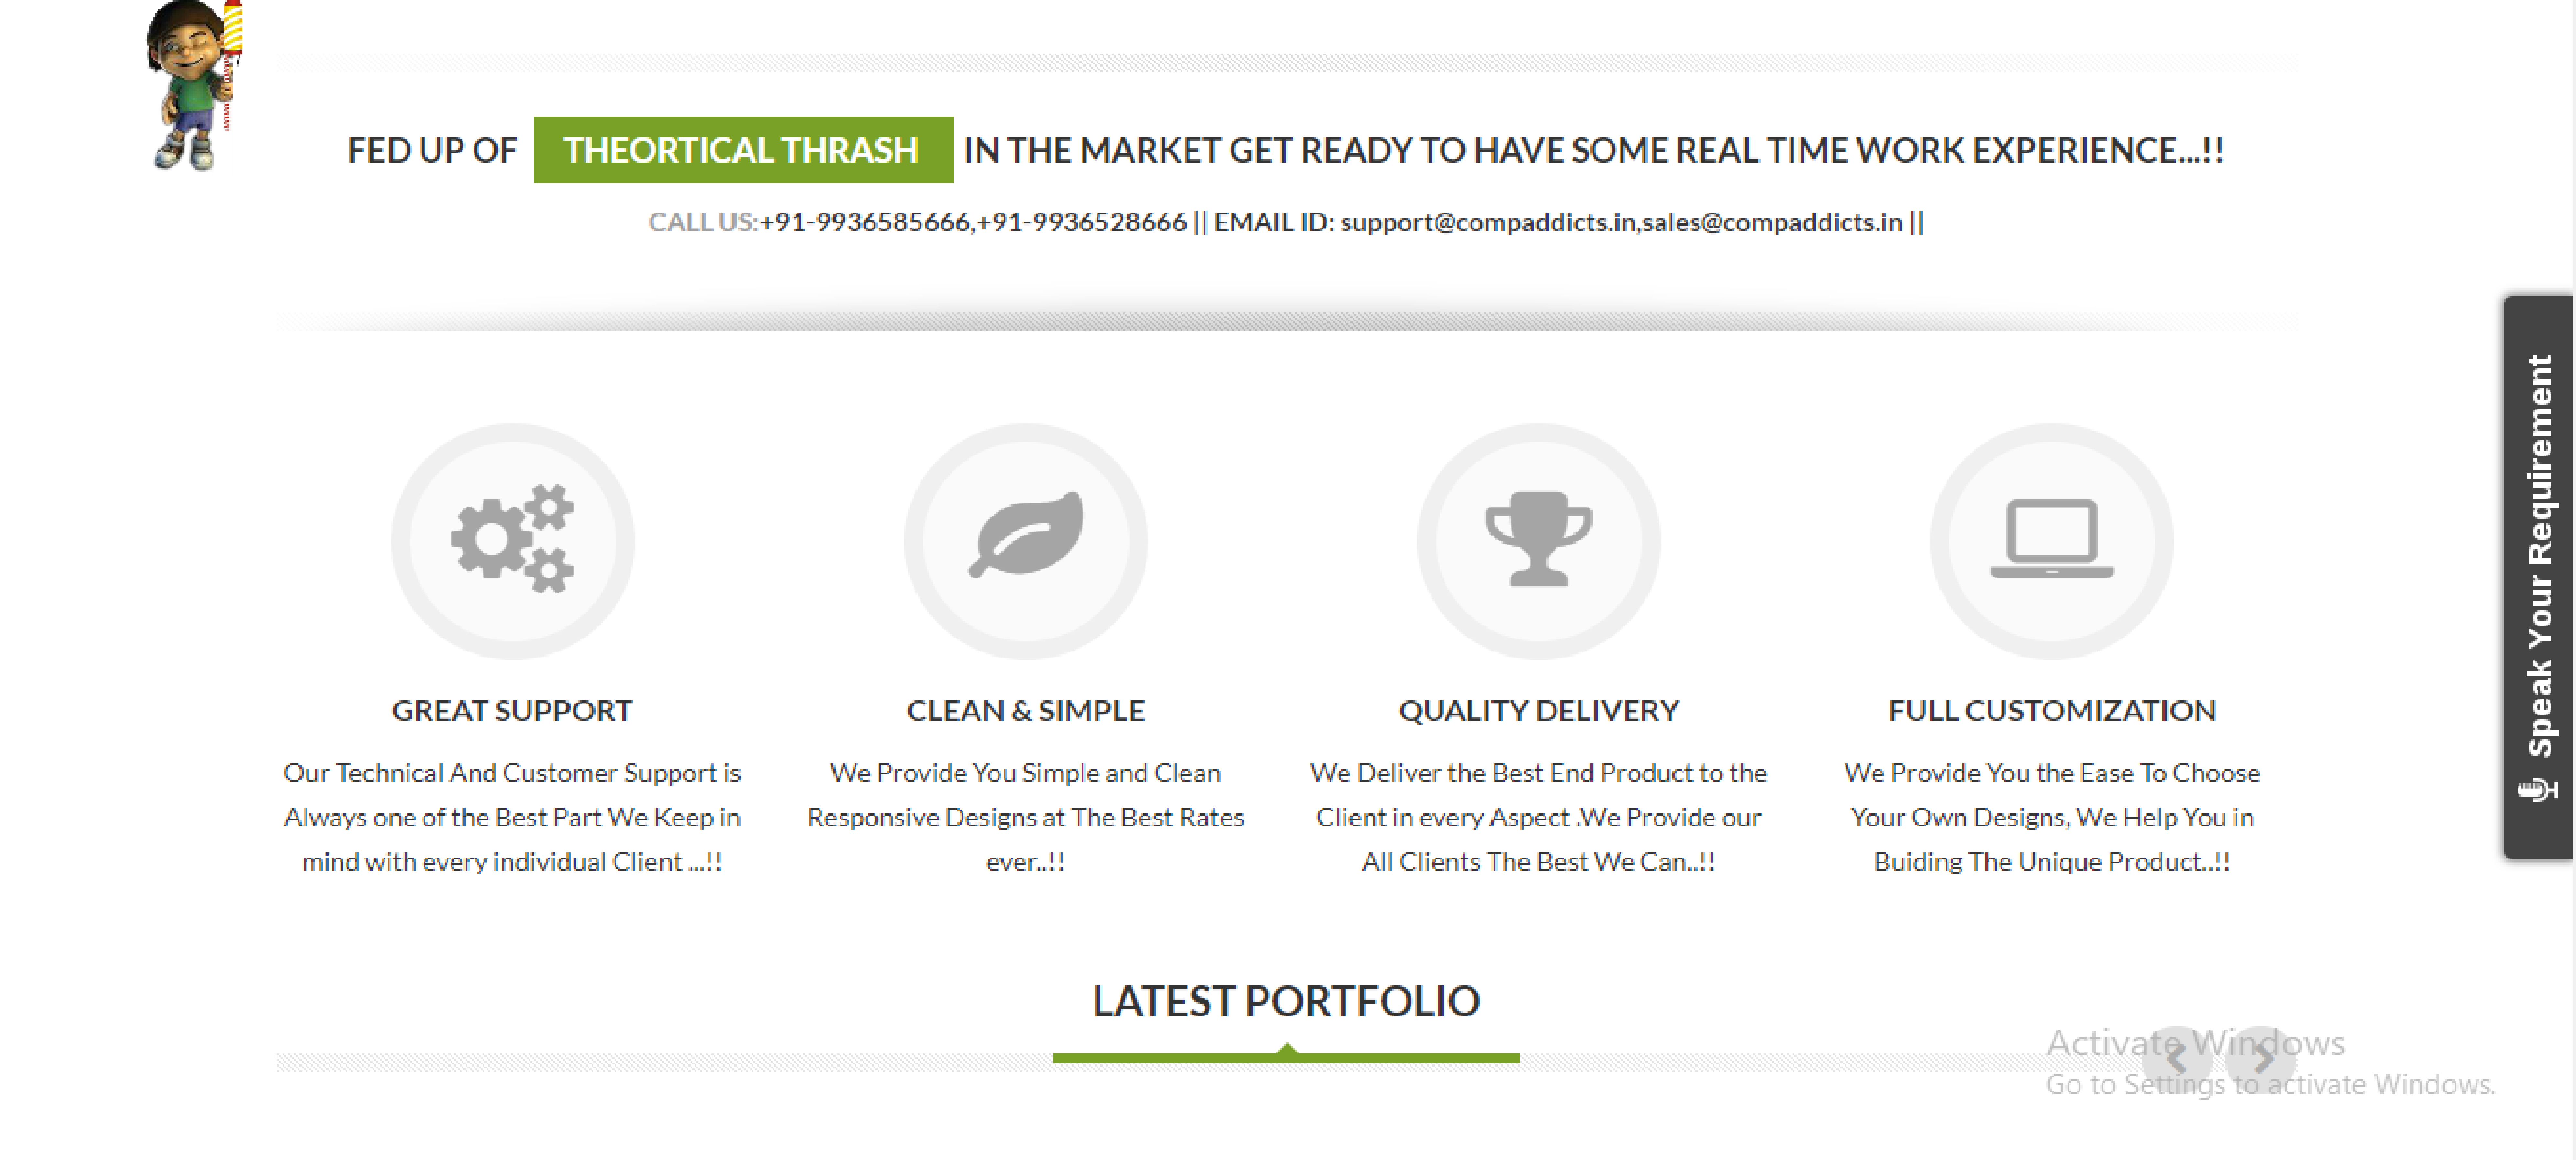 FED UP OF THEORTICAL THRASH IN THE MARKET GET READY TO HAVE SOME REAL TIME WORK EXPERIENCE...!!
CALL US:+91-9936585666,+91-9936528666 || EMAIL ID: support@compaddicts.in,sales@compaddicts.in ||
Speak Your Requirement
GREAT SUPPORT
Our Technical And Customer Support is
Always one of the Best Part We Keep in
mind with every individual Client ...!!
CLEAN & SIMPLE
We Provide You Simple and Clean
Responsive Designs at The Best Rates
ever..!!
QUALITY DELIVERY
We Deliver the Best End Product to the
Client in every Aspect .We Provide our
All Clients The Best We Can..!!
FULL CUSTOMIZATION
We Provide You the Ease To Choose
Your Own Designs, We Help You in
Buiding The Unique Product..!!
LATEST PORTFOLIO
Activate Windows
Go to Settings to activate Windows.